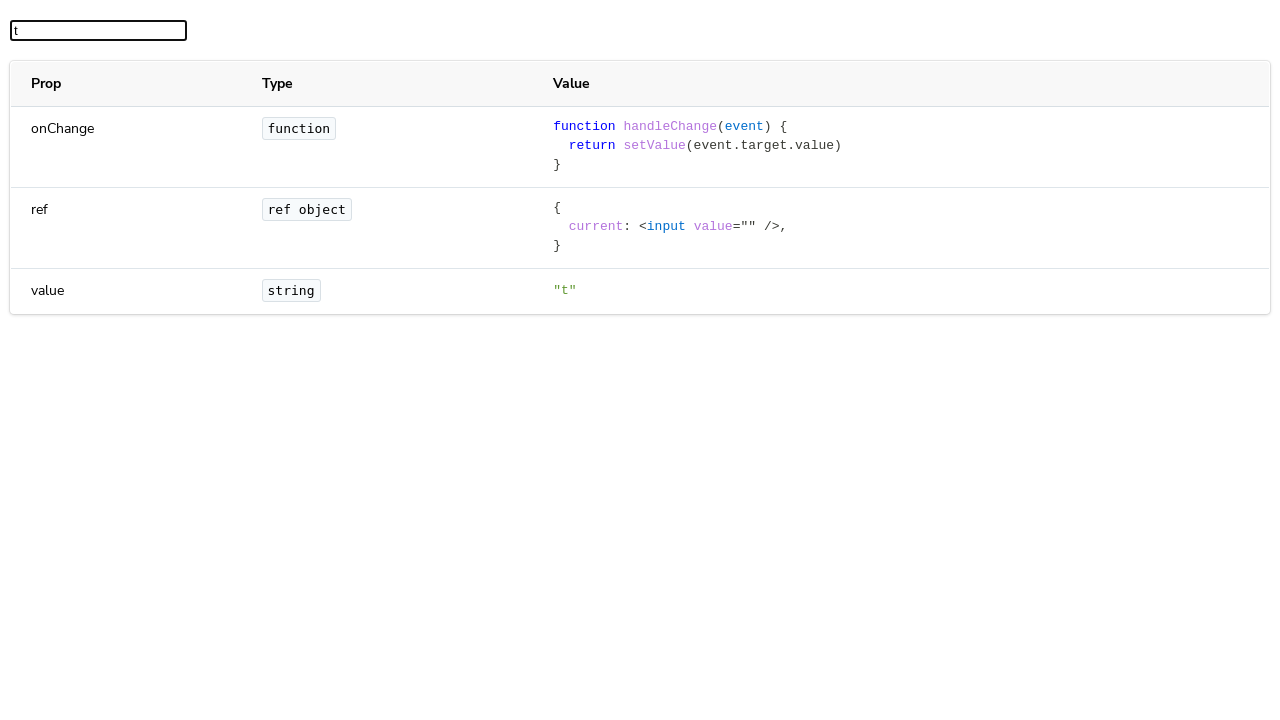 t
Prop Type Value
onChange function function handleChange(event) {
return setValue(event.target.value)
}
ref ref object {
current: <input value="" />,
}
value string "t"